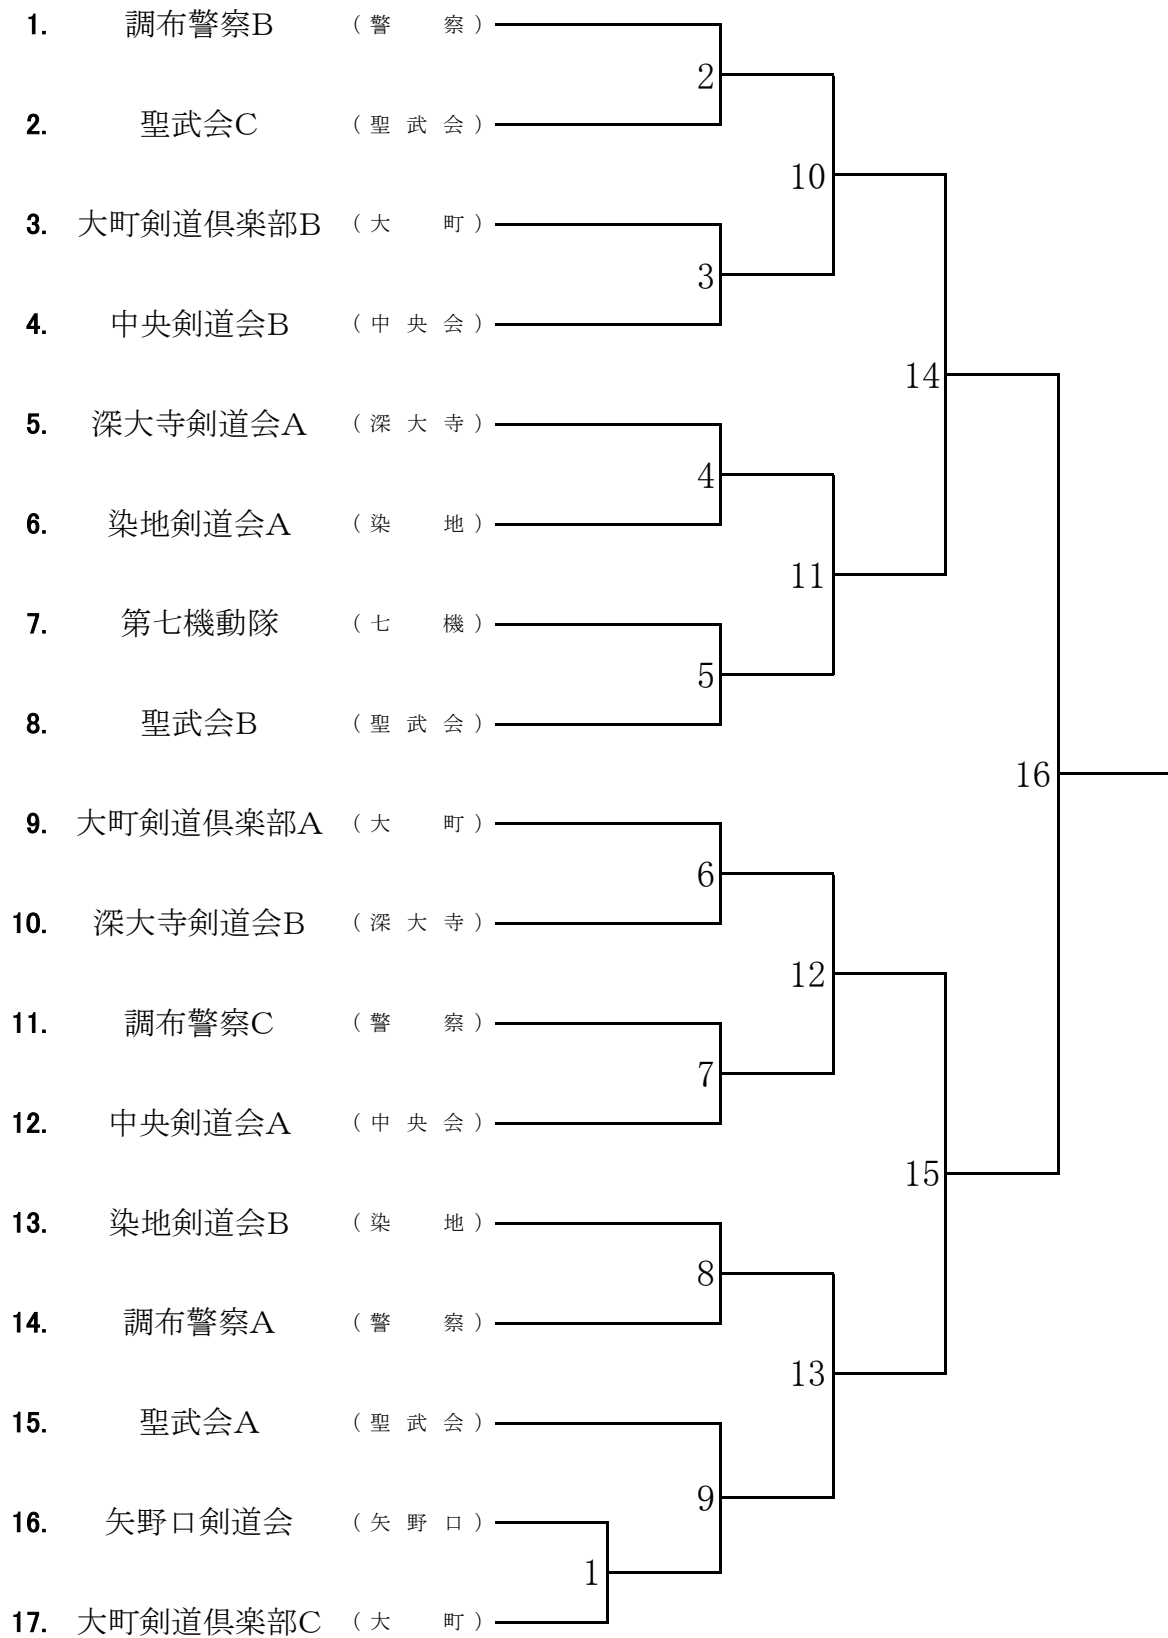 1. 調布警察B (警 察)
2
2. 聖武会C (聖 武 会)
10
3. 大町剣道倶楽部B (大 町)
3
4. 中央剣道会B (中 央 会)
14
5. 深大寺剣道会A (深 大 寺)
4
6. 染地剣道会A (染 地)
11
7. 第七機動隊 (七 機)
5
8. 聖武会B (聖 武 会)
16
9. 大町剣道倶楽部A (大 町)
6
10. 深大寺剣道会B (深 大 寺)
12
11. 調布警察C (警 察)
7
12. 中央剣道会A (中 央 会)
15
13. 染地剣道会B (染 地)
8
14. 調布警察A (警 察)
13
15. 聖武会A (聖 武 会)
9
16. 矢野口剣道会 (矢 野 口)
1
17. 大町剣道倶楽部C (大 町)